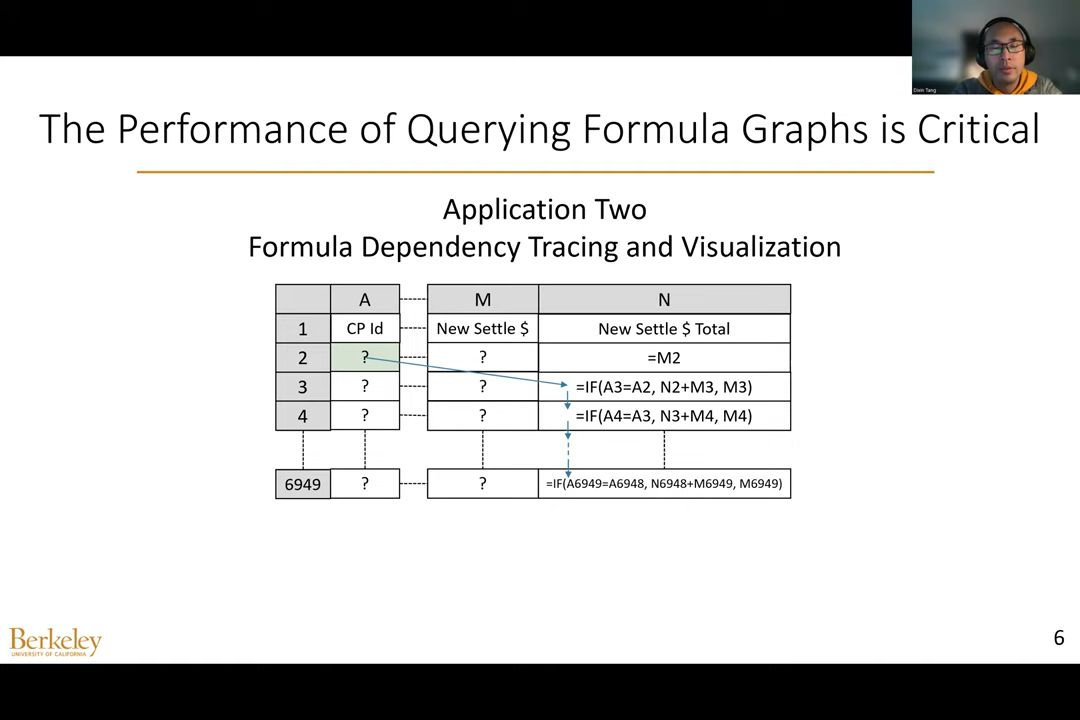 Dixin Tang
The Performance of Querying Formula Graphs is Critical
Application Two
Formula Dependency Tracing and Visualization
A M N
1 CP Id New Settle $ New Settle $ Total
2 ? ? =M2
3 ? ? =IF(A3=A2, N2+M3, M3)
4 ? ? =IF(A4=A3, N3+M4, M4)
6949 ? ? =IF(A6949=A6948, N6948+M6949, M6949)
Berkeley
UNIVERSITY OF CALIFORNIA
6